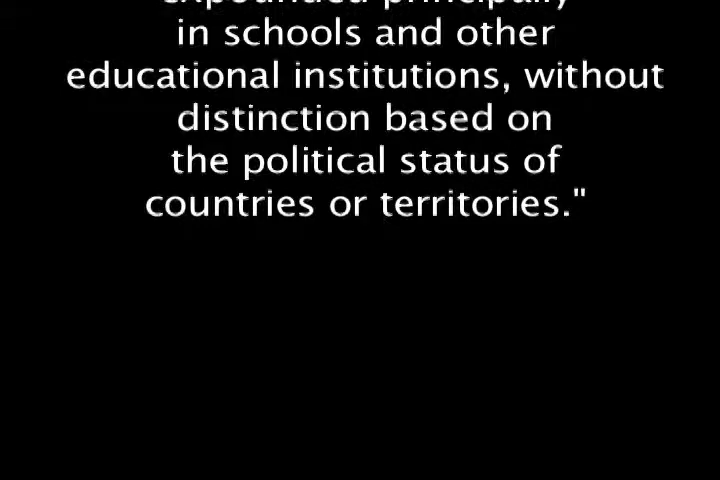 expounded principally
in schools and other
educational institutions, without
distinction based on
the political status of
countries or territories."